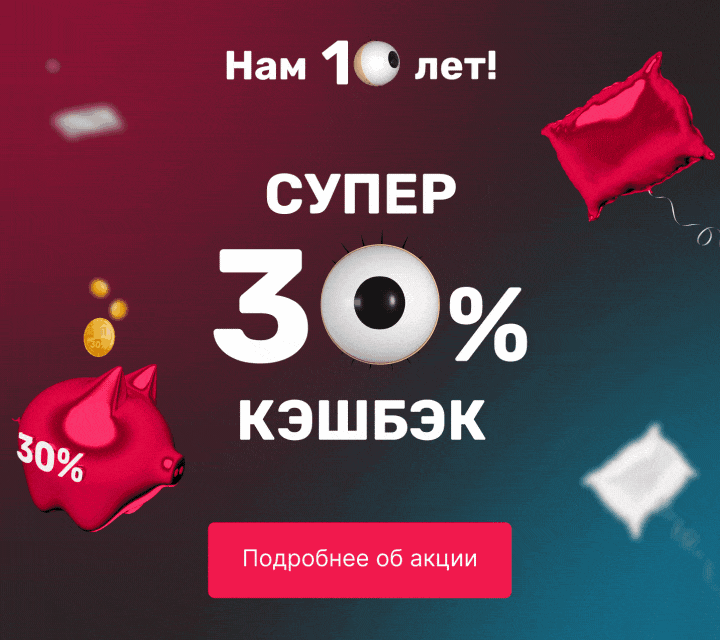 Нам 10 лет!
СУПЕР
30%
КЭШБЭК
30%
Подробнее об акции